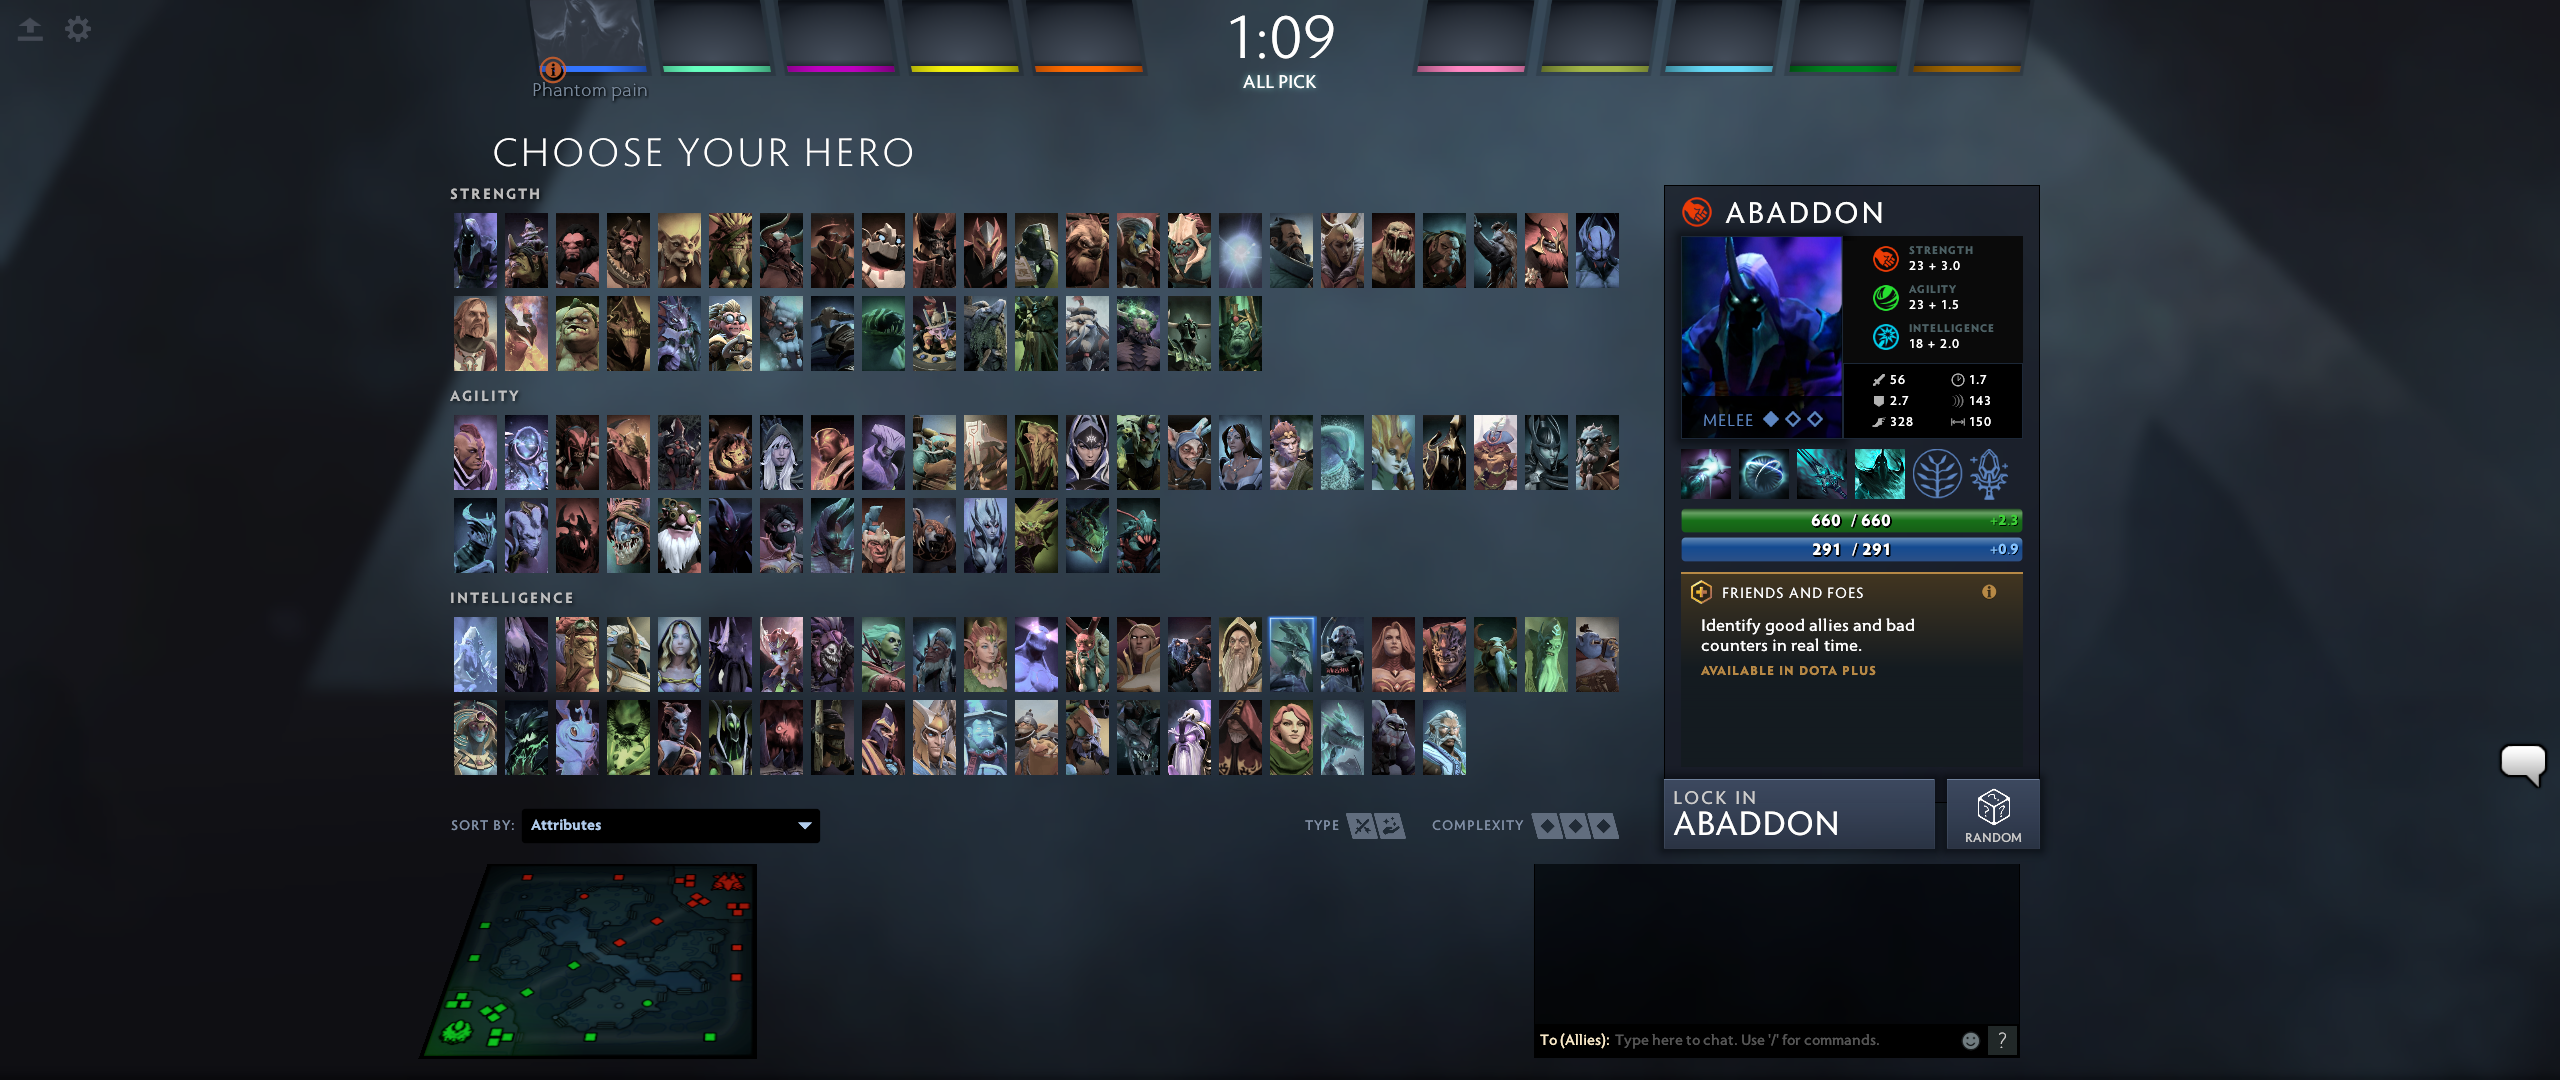 1:09
ALL PICK
Phantom pain
CHOOSE YOUR HERO
STRENGTH
AGILITY
INTELLIGENCE
SORT BY: Attributes
TYPE
COMPLEXITY
ABADDON
STRENGTH
23 + 3.0
AGILITY
23 + 1.5
INTELLIGENCE
18 + 2.0
56 1.7
2.7 143
328 150
MELEE
660 / 660 +2.3
291 / 291 +0.9
FRIENDS AND FOES
Identify good allies and bad
counters in real time.
AVAILABLE IN DOTA PLUS
LOCK IN
ABADDON
RANDOM
To (Allies): Type here to chat. Use '/' for commands. ?